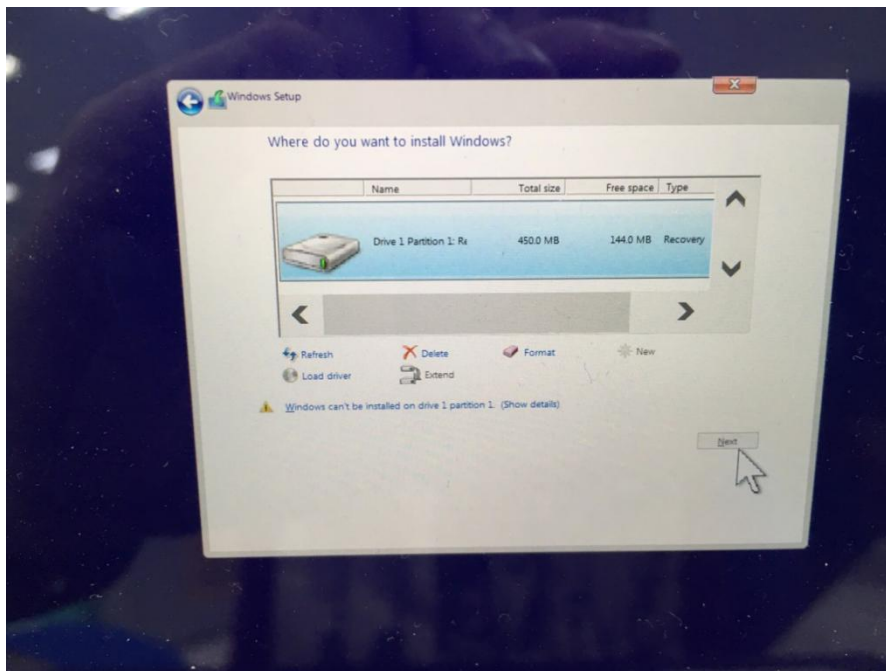 Windows Setup
Where do you want to install Windows?
Name Total size Free space Type
Drive 1 Partition 1: Re 450.0 MB 144.0 MB Recovery
Refresh Delete Format New
Load driver Extend
Windows can't be installed on drive 1 partition 1. (Show details)
Next